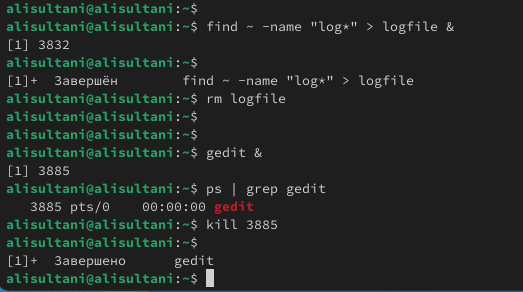 alisultani@alisultani:~$
alisultani@alisultani:~$ find ~ -name "log*" > logfile &
[1] 3832
alisultani@alisultani:~$
[1]+  Завершён        find ~ -name "log*" > logfile
alisultani@alisultani:~$ rm logfile
alisultani@alisultani:~$
alisultani@alisultani:~$
alisultani@alisultani:~$ gedit &
[1] 3885
alisultani@alisultani:~$ ps | grep gedit
   3885 pts/0    00:00:00 gedit
alisultani@alisultani:~$ kill 3885
alisultani@alisultani:~$
[1]+  Завершено      gedit
alisultani@alisultani:~$